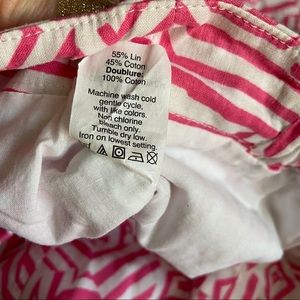 55% Lin
45% Coton
Doublure:
100% Coton
Machine wash cold
gentle cycle,
with like colors.
Non chlorine
bleach only.
Tumble dry low.
Iron on lowest setting.